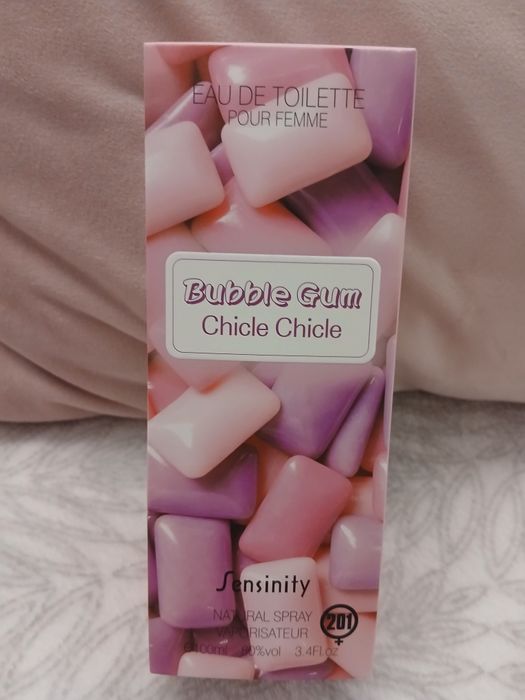 EAU DE TOILETTE
POUR FEMME
Bubble Gum
Chicle Chicle
Sensinity
NATURAL SPRAY
VAPORISATEUR
201
100ml 80%vol 3.4Fl.oz